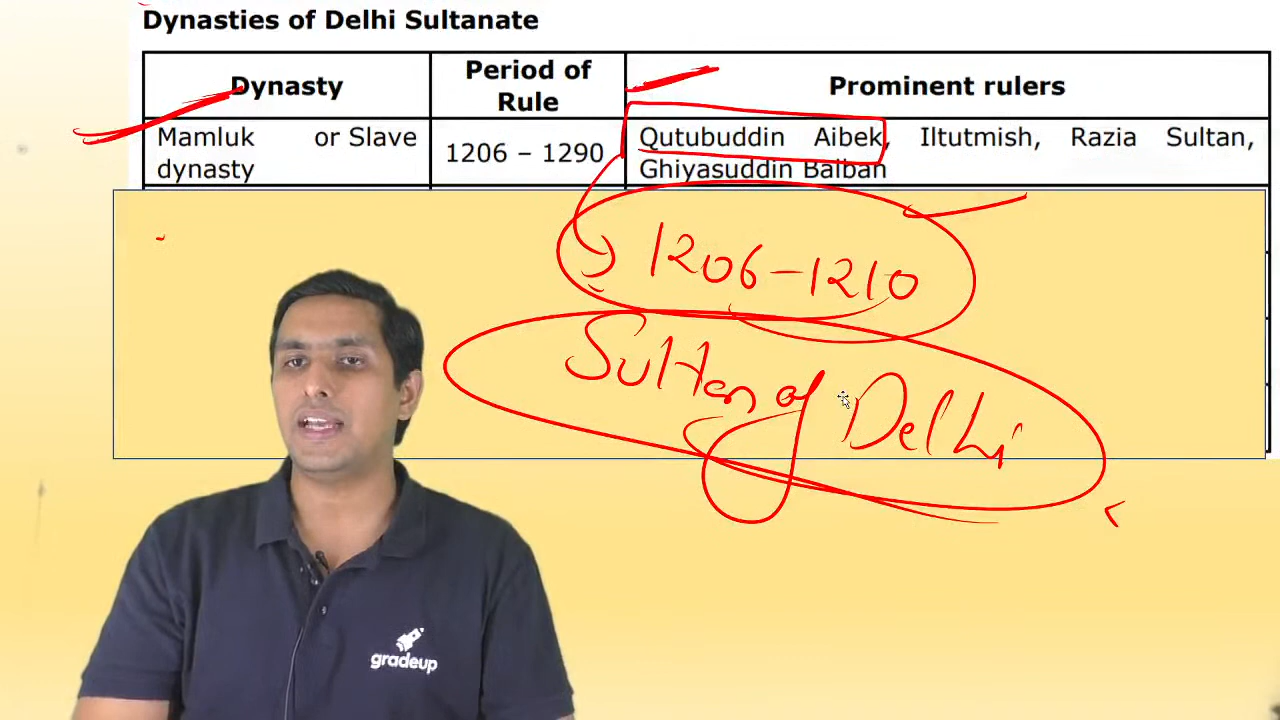 Dynasties of Delhi Sultanate
Dynasty
Period of
Rule
Prominent rulers
Mamluk or Slave
dynasty
1206 – 1290
Qutubuddin Aibek, Iltutmish, Razia Sultan,
Ghiyasuddin Balban
1206-1210
Sultan of Delhi
gradeup